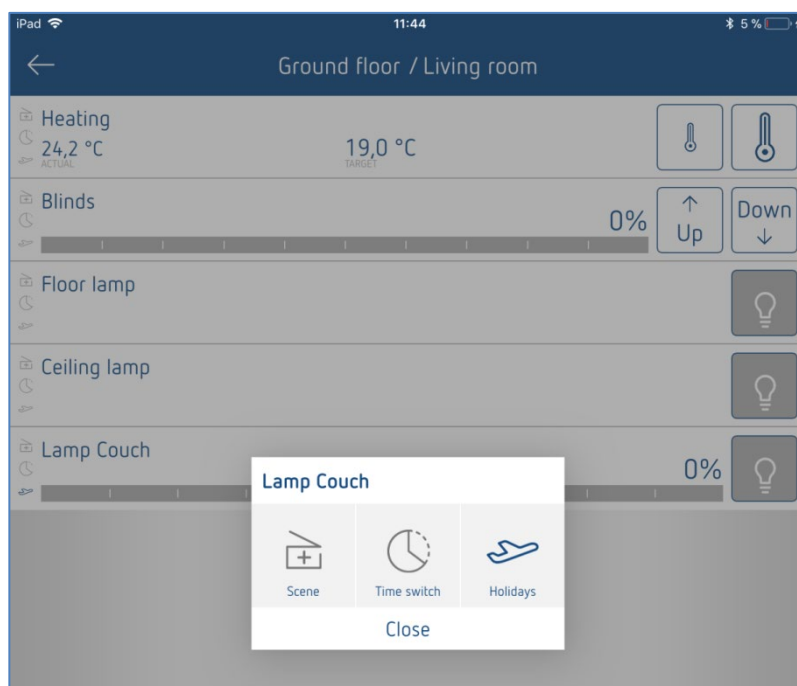 iPad 11:44 5 %
Ground floor / Living room
Heating
24,2 °C 19,0 °C
ACTUAL TARGET
Blinds
0% Up Down
Floor lamp
Ceiling lamp
Lamp Couch
0%
Lamp Couch
Scene Time switch Holidays
Close